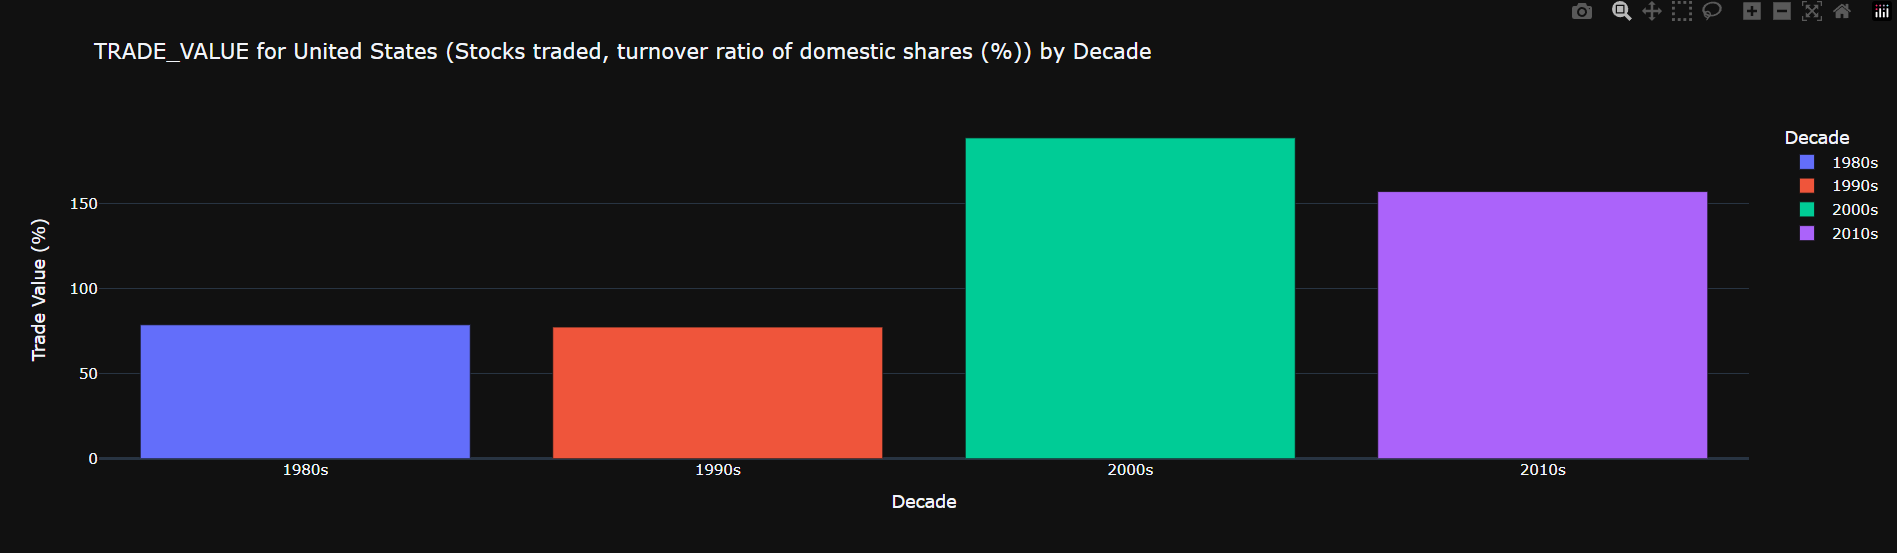 TRADE_VALUE for United States (Stocks traded, turnover ratio of domestic shares (%)) by Decade
Trade Value (%)
150
100
50
0
1980s
1990s
2000s
2010s
Decade
Decade
1980s
1990s
2000s
2010s